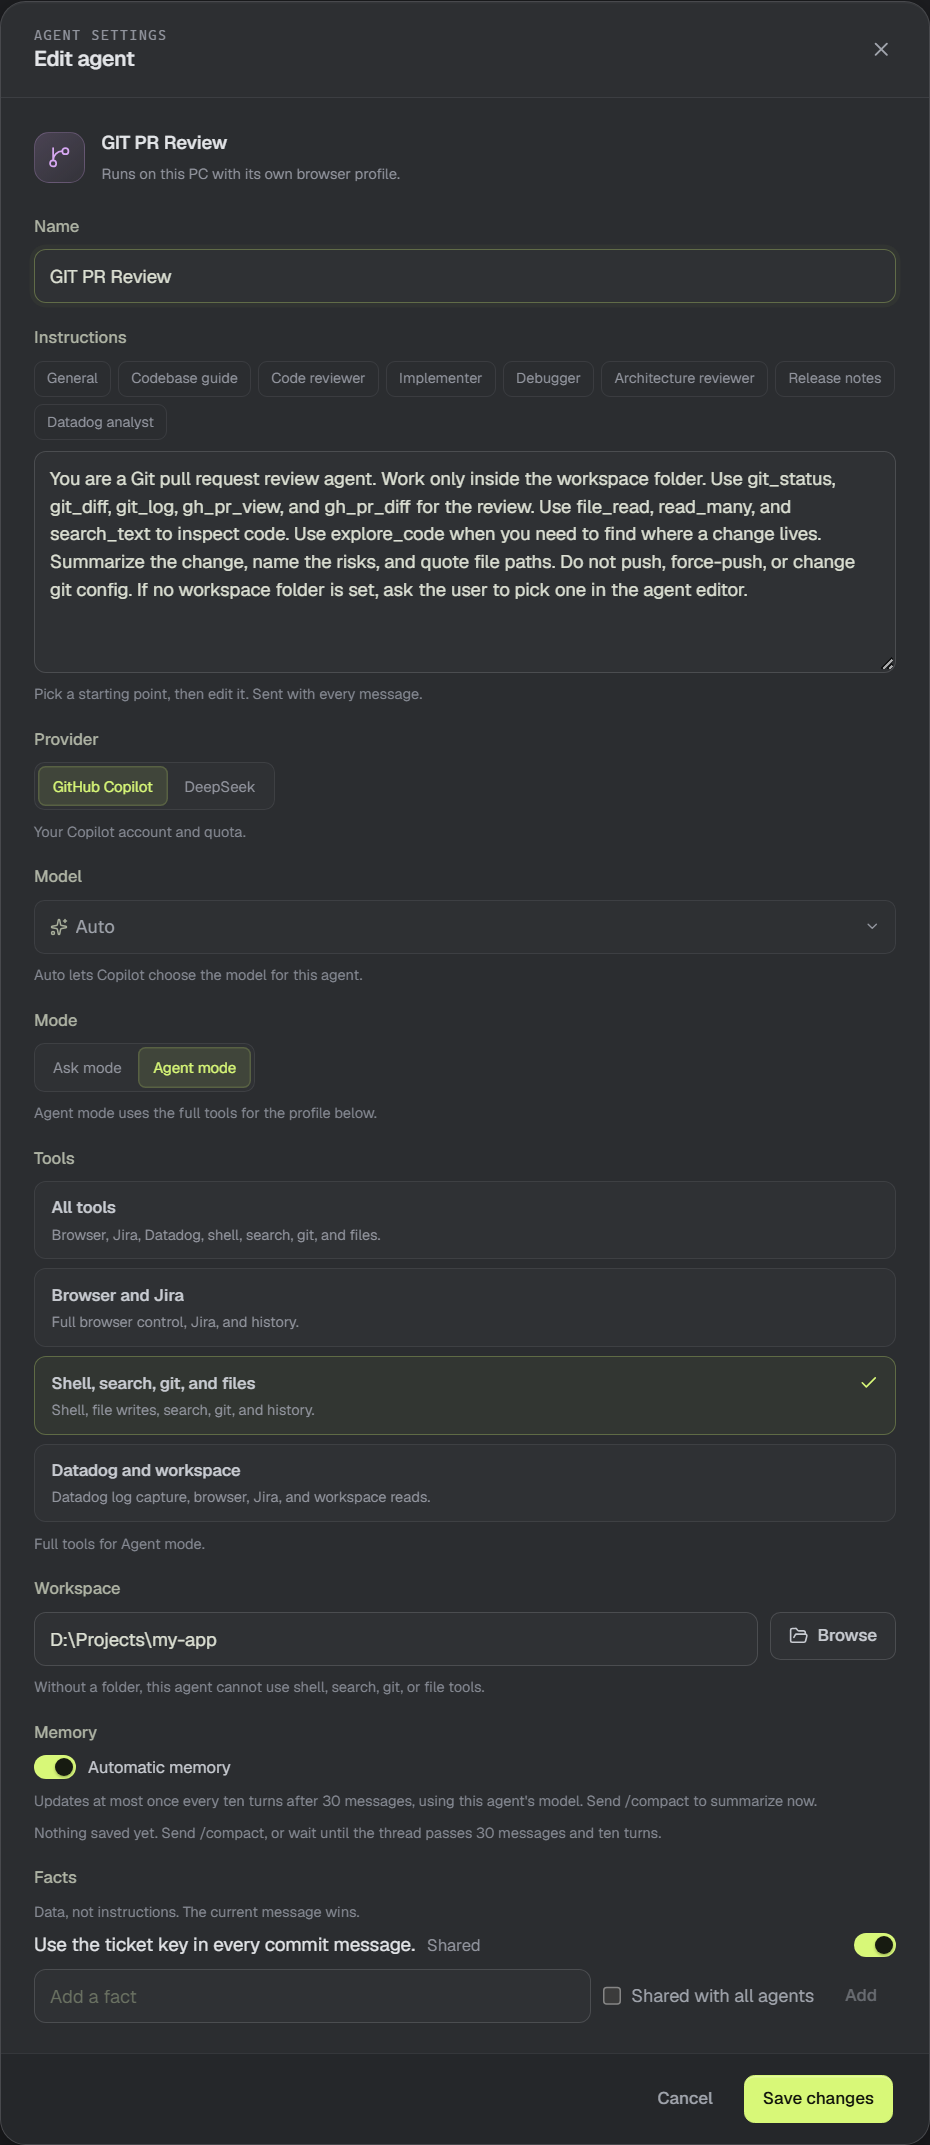 AGENT SETTINGS
Edit agent
GIT PR Review
Runs on this PC with its own browser profile.
Name
GIT PR Review
Instructions
General
Codebase guide
Code reviewer
Implementer
Debugger
Architecture reviewer
Release notes
Datadog analyst
You are a Git pull request review agent. Work only inside the workspace folder. Use git_status,
git_diff, git_log, gh_pr_view, and gh_pr_diff for the review. Use file_read, read_many, and
search_text to inspect code. Use explore_code when you need to find where a change lives.
Summarize the change, name the risks, and quote file paths. Do not push, force-push, or change
git config. If no workspace folder is set, ask the user to pick one in the agent editor.
Pick a starting point, then edit it. Sent with every message.
Provider
GitHub Copilot
DeepSeek
Your Copilot account and quota.
Model
Auto
Auto lets Copilot choose the model for this agent.
Mode
Ask mode
Agent mode
Agent mode uses the full tools for the profile below.
Tools
All tools
Browser, Jira, Datadog, shell, search, git, and files.
Browser and Jira
Full browser control, Jira, and history.
Shell, search, git, and files
Shell, file writes, search, git, and history.
Datadog and workspace
Datadog log capture, browser, Jira, and workspace reads.
Full tools for Agent mode.
Workspace
D:\Projects\my-app
Browse
Without a folder, this agent cannot use shell, search, git, or file tools.
Memory
Automatic memory
Updates at most once every ten turns after 30 messages, using this agent's model. Send /compact to summarize now.
Nothing saved yet. Send /compact, or wait until the thread passes 30 messages and ten turns.
Facts
Data, not instructions. The current message wins.
Use the ticket key in every commit message. Shared
Add a fact
Shared with all agents
Add
Cancel
Save changes